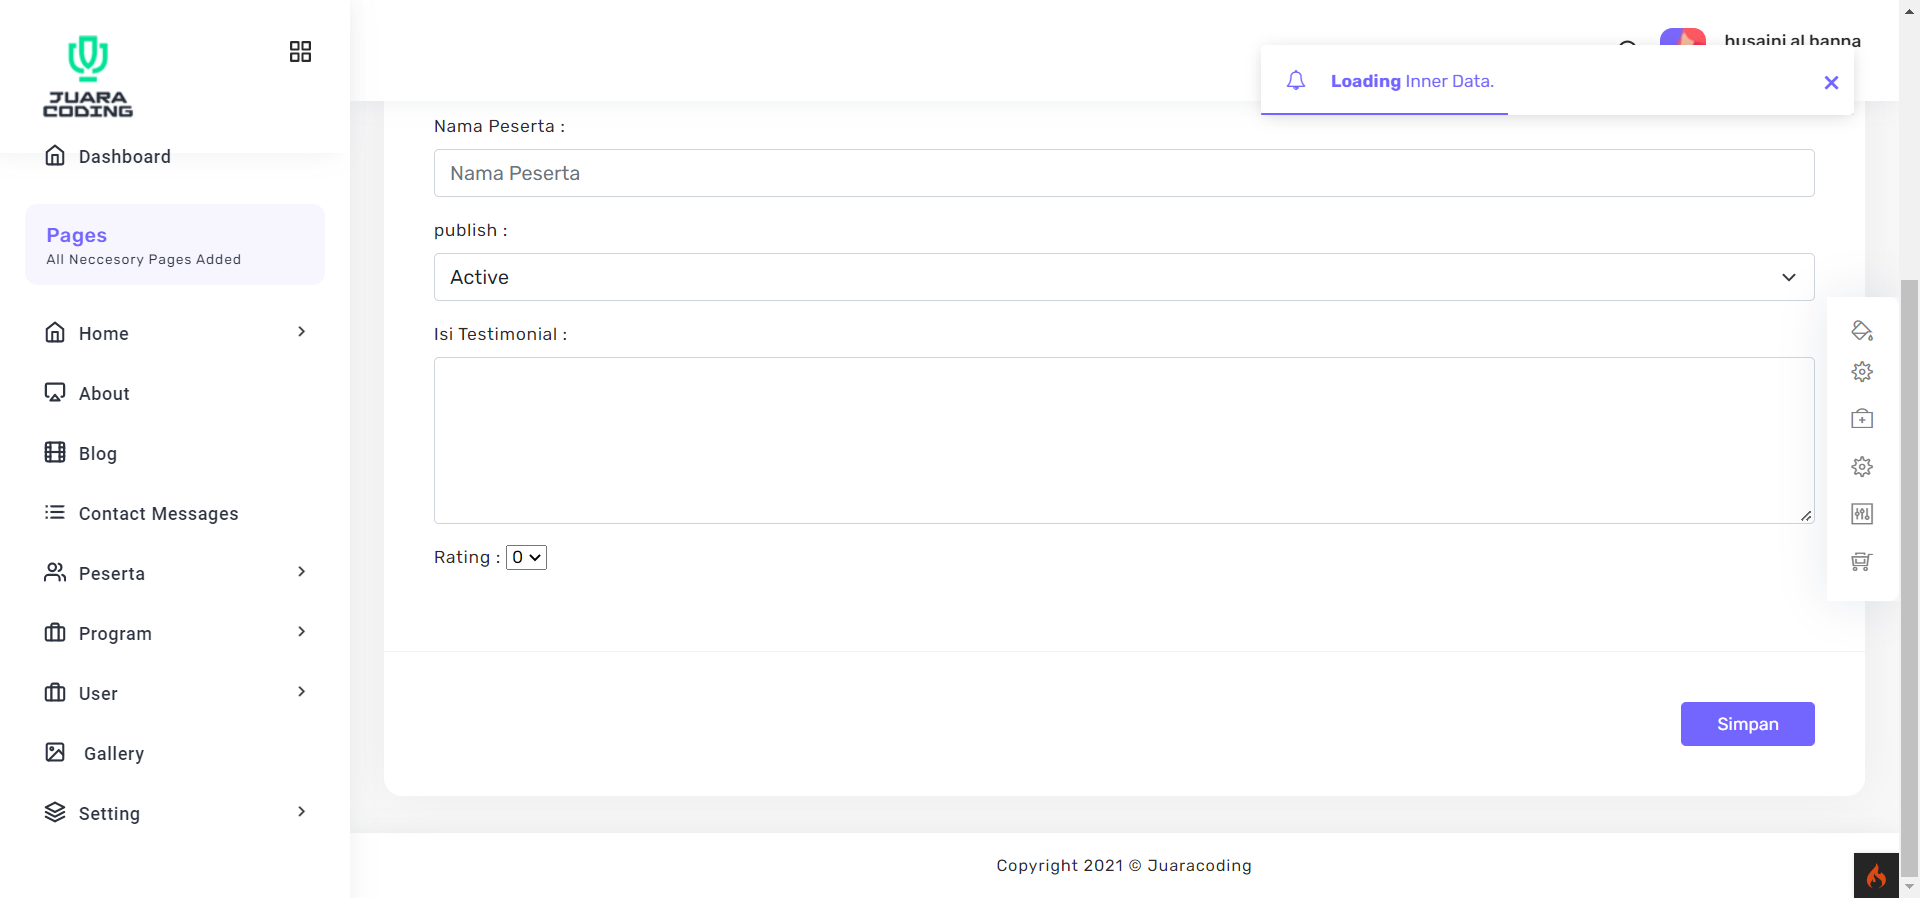 JUARA
CODING
husaini al banna
Loading Inner Data.
Dashboard
Pages
All Neccesory Pages Added
Home
About
Blog
Contact Messages
Peserta
Program
User
Gallery
Setting
Nama Peserta :
Nama Peserta
publish :
Active
Isi Testimonial :
Rating : 0
Simpan
Copyright 2021 © Juaracoding